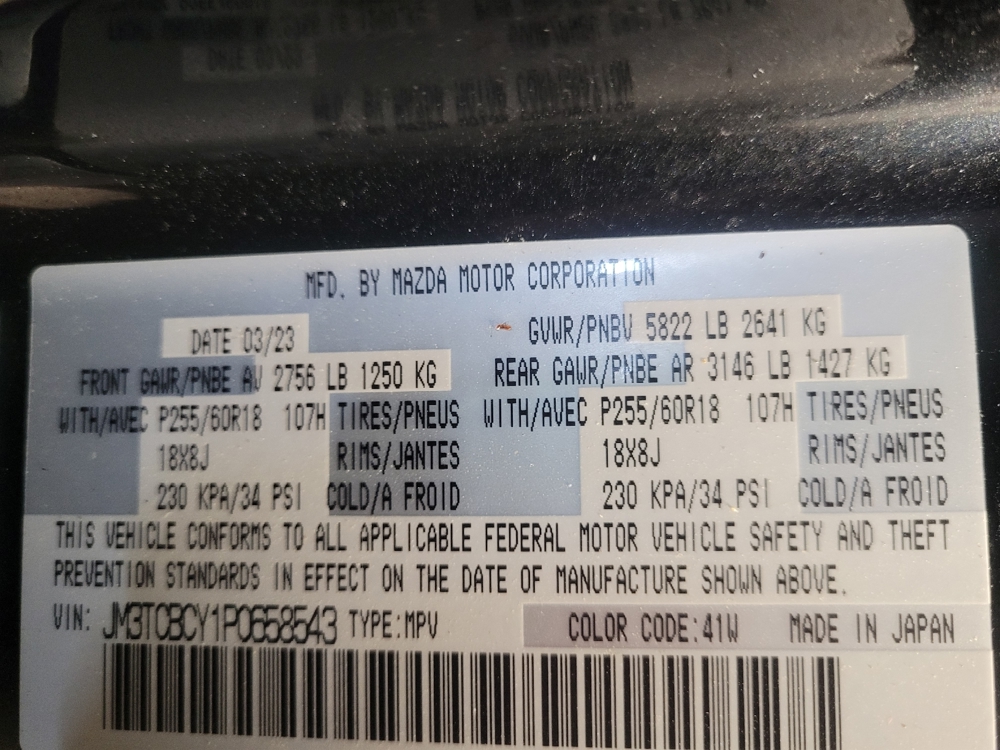 MFD. BY MAZDA MOTOR CORPORATION
DATE 03/23 GVWR/PNBV 5822 LB 2641 KG
FRONT GAWR/PNBE AV 2756 LB 1250 KG REAR GAWR/PNBE AR 3146 LB 1427 KG
WITH/AVEC P255/60R18 107H TIRES/PNEUS WITH/AVEC P255/60R18 107H TIRES/PNEUS
18X8J RIMS/JANTES 18X8J RIMS/JANTES
230 KPA/34 PSI COLD/A FROID 230 KPA/34 PSI COLD/A FROID
THIS VEHICLE CONFORMS TO ALL APPLICABLE FEDERAL MOTOR VEHICLE SAFETY AND THEFT
PREVENTION STANDARDS IN EFFECT ON THE DATE OF MANUFACTURE SHOWN ABOVE.
VIN: JM3TCBCY1P0658543 TYPE:MPV COLOR CODE:41W MADE IN JAPAN